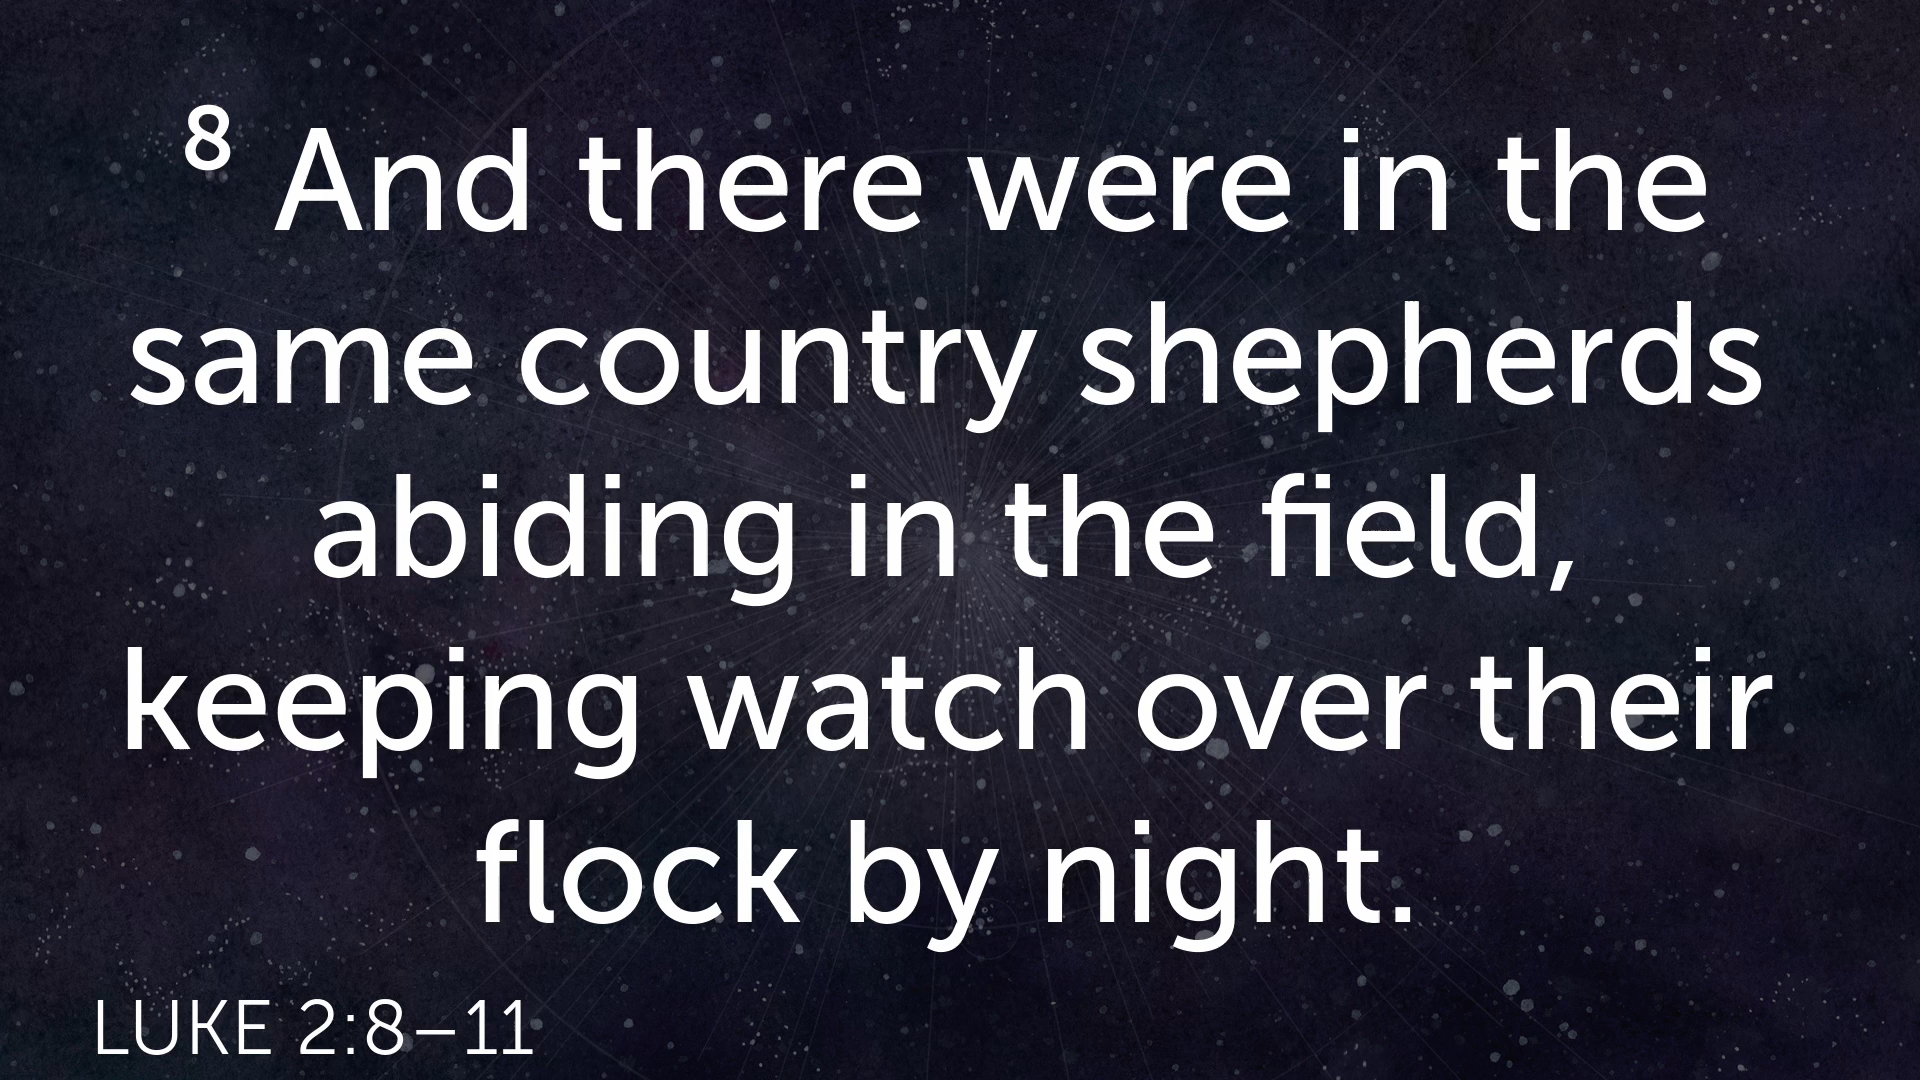 8 And there were in the
same country shepherds
abiding in the field,
keeping watch over their
flock by night.
LUKE 2:8–11